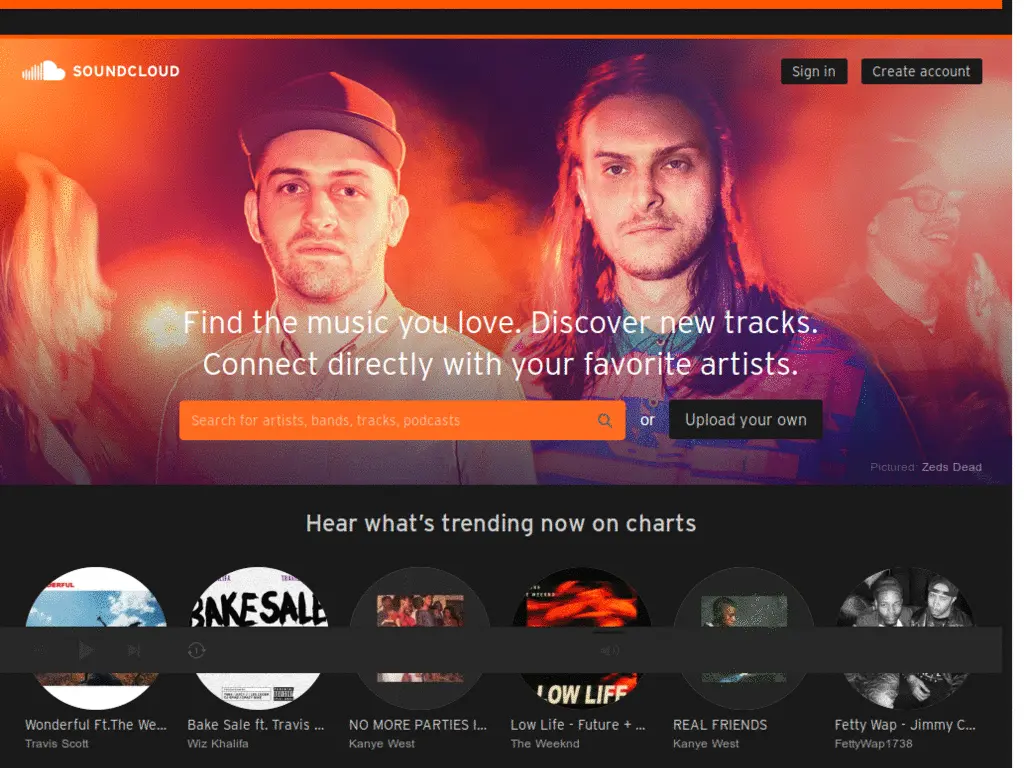 SOUNDCLOUD
Sign in
Create account
Find the music you love. Discover new tracks.
Connect directly with your favorite artists.
Search for artists, bands, tracks, podcasts
or
Upload your own
Pictured: Zeds Dead
Hear what's trending now on charts
BAKE SALE
LOW LIFE
Wonderful Ft.The We...
Bake Sale ft. Travis ...
NO MORE PARTIES I...
Low Life - Future + ...
REAL FRIENDS
Fetty Wap - Jimmy C...
Travis Scott
Wiz Khalifa
Kanye West
The Weeknd
Kanye West
FettyWap1738